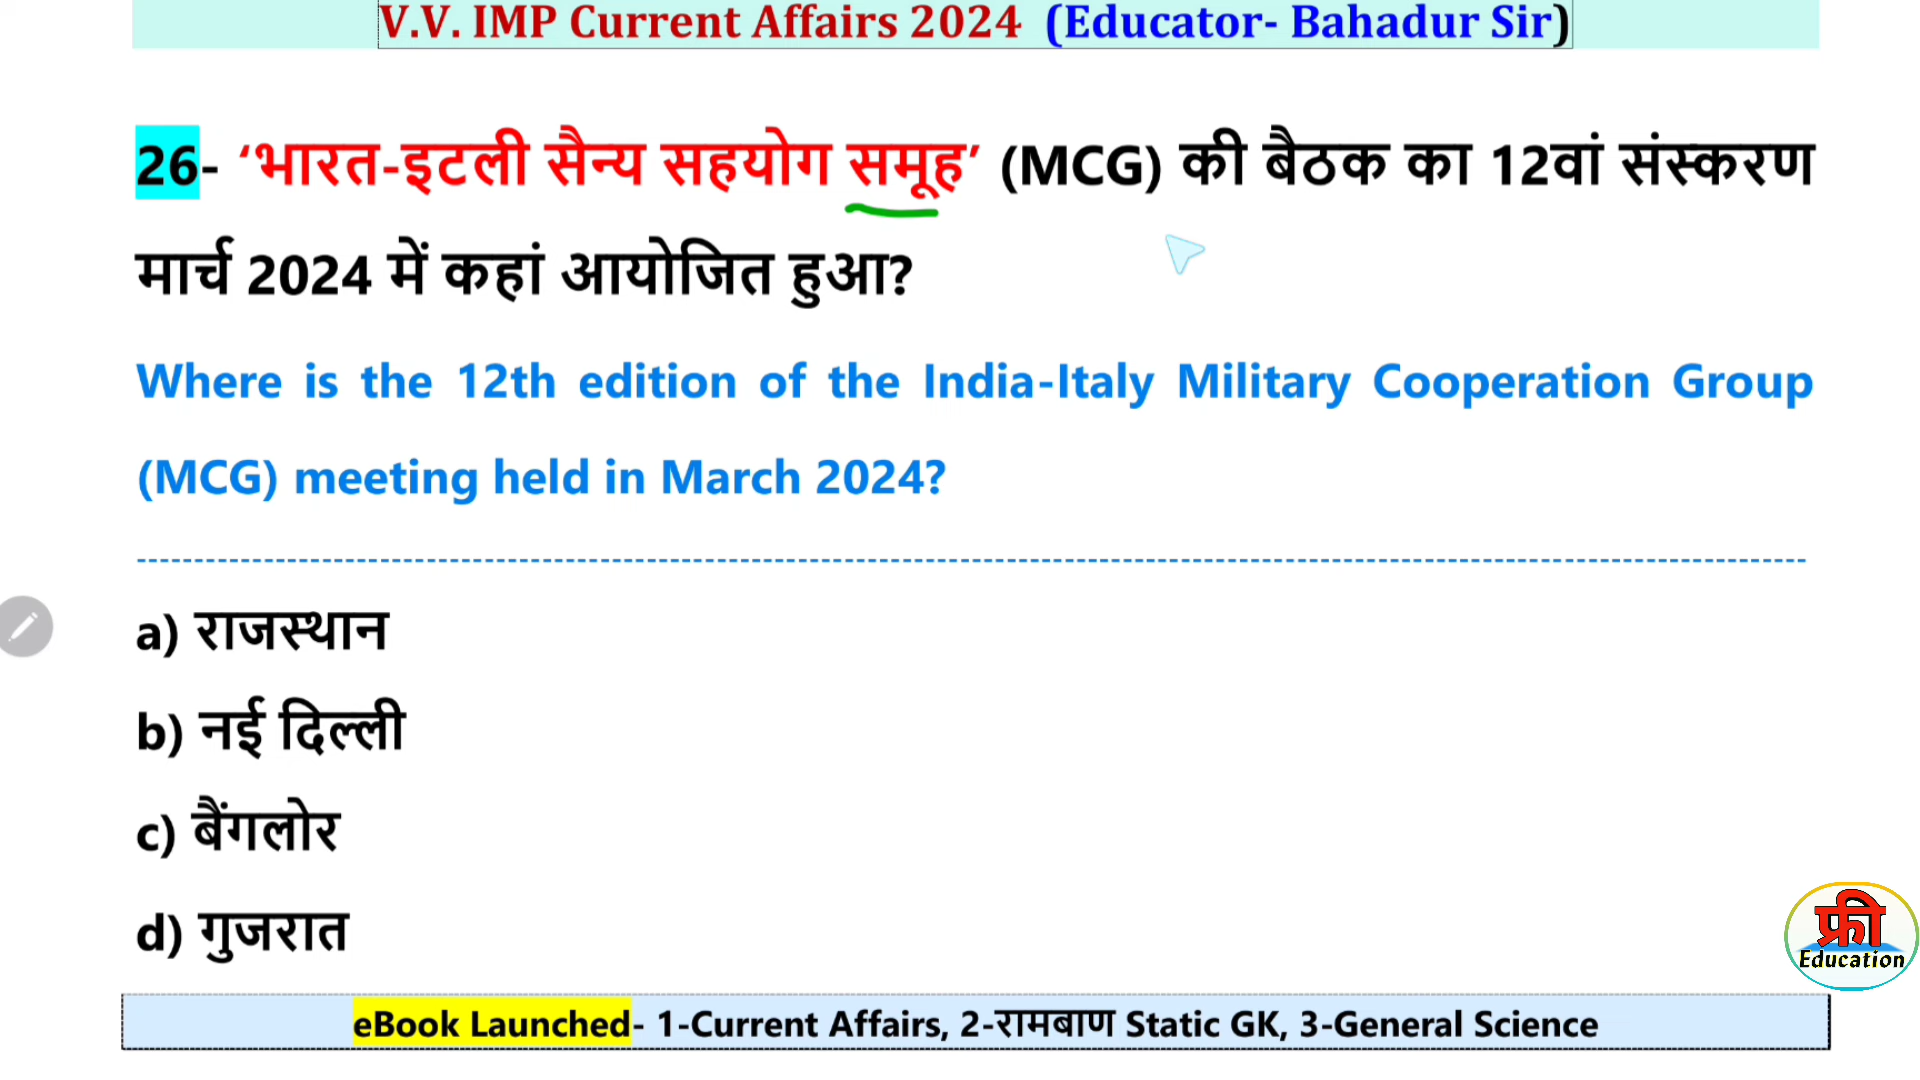 V.V. IMP Current Affairs 2024 (Educator- Bahadur Sir)
26- ‘भारत-इटली सैन्य सहयोग समूह’ (MCG) की बैठक का 12वां संस्करण
मार्च 2024 में कहां आयोजित हुआ?
Where is the 12th edition of the India-Italy Military Cooperation Group
(MCG) meeting held in March 2024?
a) राजस्थान
b) नई दिल्ली
c) बैंगलोर
d) गुजरात
फ्री
Education
eBook Launched- 1-Current Affairs, 2-रामबाण Static GK, 3-General Science